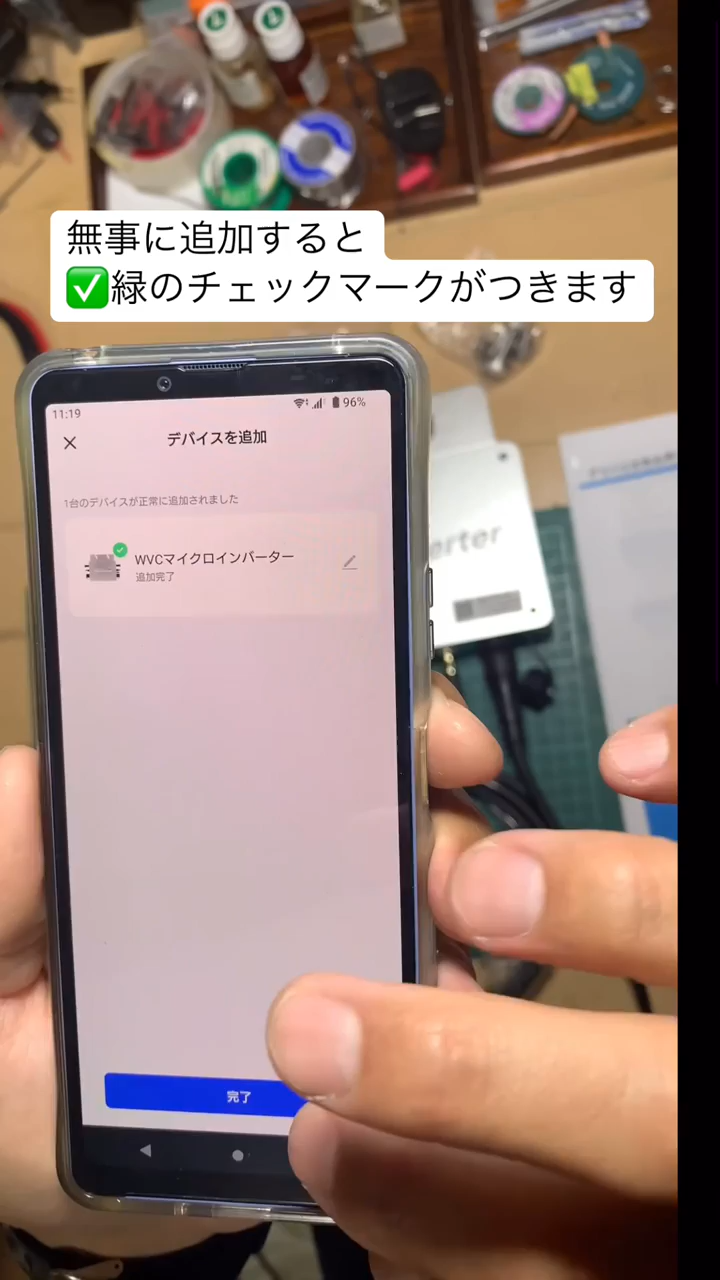 無事に追加すると
✅緑のチェックマークがつきます
11:19
96%
デバイスを追加
1台のデバイスが正常に追加されました
WVCマイクロインバーター
追加完了
完了
erter